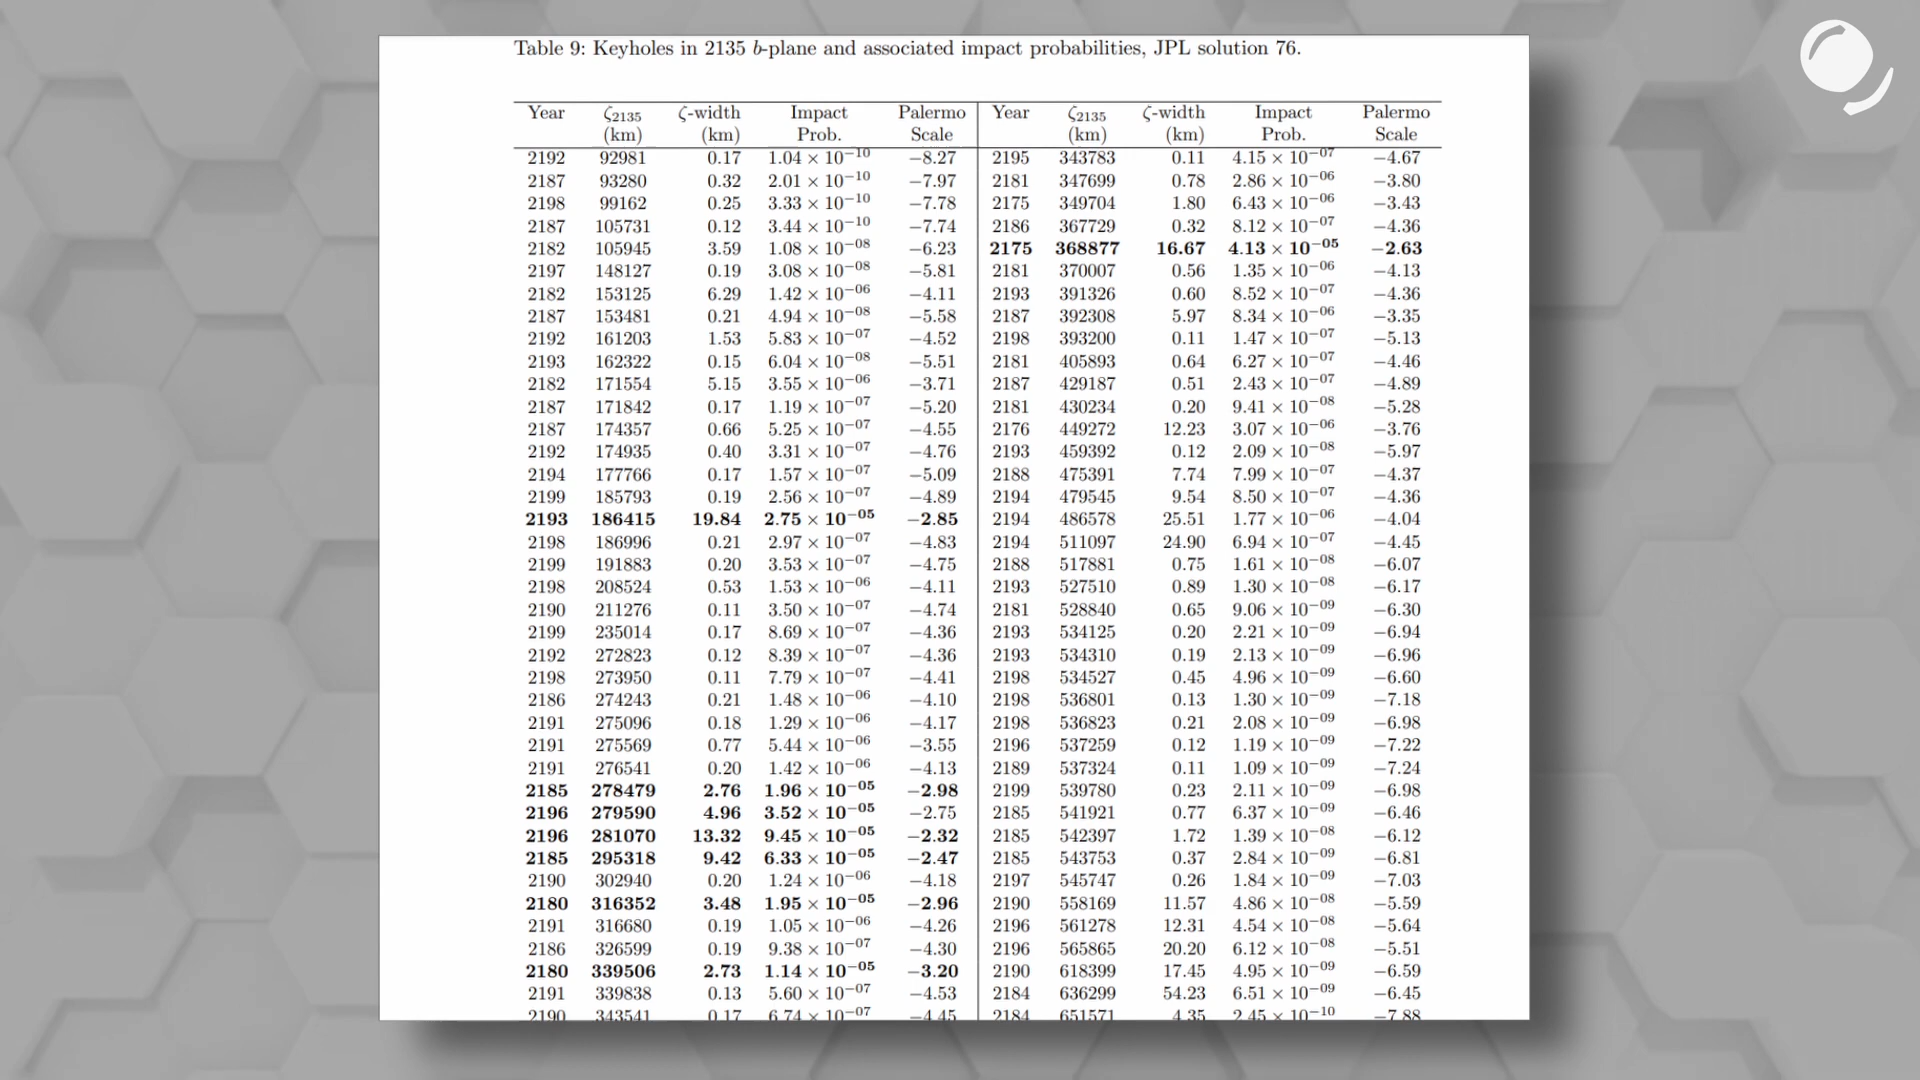 Table 9: Keyholes in 2135 b-plane and associated impact probabilities, JPL solution 76.
Year ζ2135 ζ-width Impact Palermo Year ζ2135 ζ-width Impact Palermo
(km) (km) Prob. Scale (km) (km) Prob. Scale
2192 92981 0.17 1.04 × 10−10 −8.27 2195 343783 0.11 4.15 × 10−07 −4.67
2187 93280 0.32 2.01 × 10−10 −7.97 2181 347699 0.78 2.86 × 10−06 −3.80
2198 99162 0.25 3.33 × 10−10 −7.78 2175 349704 1.80 6.43 × 10−06 −3.43
2187 105731 0.12 3.44 × 10−10 −7.74 2186 367729 0.32 8.12 × 10−07 −4.36
2182 105945 3.59 1.08 × 10−08 −6.23 2175 368877 16.67 4.13 × 10−05 −2.63
2197 148127 0.19 3.08 × 10−08 −5.81 2181 370007 0.56 1.35 × 10−06 −4.13
2182 153125 6.29 1.42 × 10−06 −4.11 2193 391326 0.60 8.52 × 10−07 −4.36
2187 153481 0.21 4.94 × 10−08 −5.58 2187 392308 5.97 8.34 × 10−06 −3.35
2192 161203 1.53 5.83 × 10−07 −4.52 2198 393200 0.11 1.47 × 10−07 −5.13
2193 162322 0.15 6.04 × 10−08 −5.51 2181 405893 0.64 6.27 × 10−07 −4.46
2182 171554 5.15 3.55 × 10−06 −3.71 2187 429187 0.51 2.43 × 10−07 −4.89
2187 171842 0.17 1.19 × 10−07 −5.20 2181 430234 0.20 9.41 × 10−08 −5.28
2187 174357 0.66 5.25 × 10−07 −4.55 2176 449272 12.23 3.07 × 10−06 −3.76
2192 174935 0.40 3.31 × 10−07 −4.76 2193 459392 0.12 2.09 × 10−08 −5.97
2194 177766 0.17 1.57 × 10−07 −5.09 2188 475391 7.74 7.99 × 10−07 −4.37
2199 185793 0.19 2.56 × 10−07 −4.89 2194 479545 9.54 8.50 × 10−07 −4.36
2193 186415 19.84 2.75 × 10−05 −2.85 2194 486578 25.51 1.77 × 10−06 −4.04
2198 186996 0.21 2.97 × 10−07 −4.83 2194 511097 24.90 6.94 × 10−07 −4.45
2199 191883 0.20 3.53 × 10−07 −4.75 2188 517881 0.75 1.61 × 10−08 −6.07
2198 208524 0.53 1.53 × 10−06 −4.11 2193 527510 0.89 1.30 × 10−08 −6.17
2190 211276 0.11 3.50 × 10−07 −4.74 2181 528840 0.65 9.06 × 10−09 −6.30
2199 235014 0.17 8.69 × 10−07 −4.36 2193 534125 0.20 2.21 × 10−09 −6.94
2192 272823 0.12 8.39 × 10−07 −4.36 2193 534310 0.19 2.13 × 10−09 −6.96
2198 273950 0.11 7.79 × 10−07 −4.41 2198 534527 0.45 4.96 × 10−09 −6.60
2186 274243 0.21 1.48 × 10−06 −4.10 2198 536801 0.13 1.30 × 10−09 −7.18
2191 275096 0.18 1.29 × 10−06 −4.17 2198 536823 0.21 2.08 × 10−09 −6.98
2191 275569 0.77 5.44 × 10−06 −3.55 2196 537259 0.12 1.19 × 10−09 −7.22
2191 276541 0.20 1.42 × 10−06 −4.13 2189 537324 0.11 1.09 × 10−09 −7.24
2185 278479 2.76 1.96 × 10−05 −2.98 2199 539780 0.23 2.11 × 10−09 −6.98
2196 279590 4.96 3.52 × 10−05 −2.75 2185 541921 0.77 6.37 × 10−09 −6.46
2196 281070 13.32 9.45 × 10−05 −2.32 2185 542397 1.72 1.39 × 10−08 −6.12
2185 295318 9.42 6.33 × 10−05 −2.47 2185 543753 0.37 2.84 × 10−09 −6.81
2190 302940 0.20 1.24 × 10−06 −4.18 2197 545747 0.26 1.84 × 10−09 −7.03
2180 316352 3.48 1.95 × 10−05 −2.96 2190 558169 11.57 4.86 × 10−08 −5.59
2191 316680 0.19 1.05 × 10−06 −4.26 2196 561278 12.31 4.54 × 10−08 −5.64
2186 326599 0.19 9.38 × 10−07 −4.30 2196 565865 20.20 6.12 × 10−08 −5.51
2180 339506 2.73 1.14 × 10−05 −3.20 2190 618399 17.45 4.95 × 10−09 −6.59
2191 339838 0.13 5.60 × 10−07 −4.53 2184 636299 54.23 6.51 × 10−09 −6.45
2190 343541 0.17 6.74 × 10−07 −4.45 2184 651571 4.35 2.45 × 10−10 −7.88